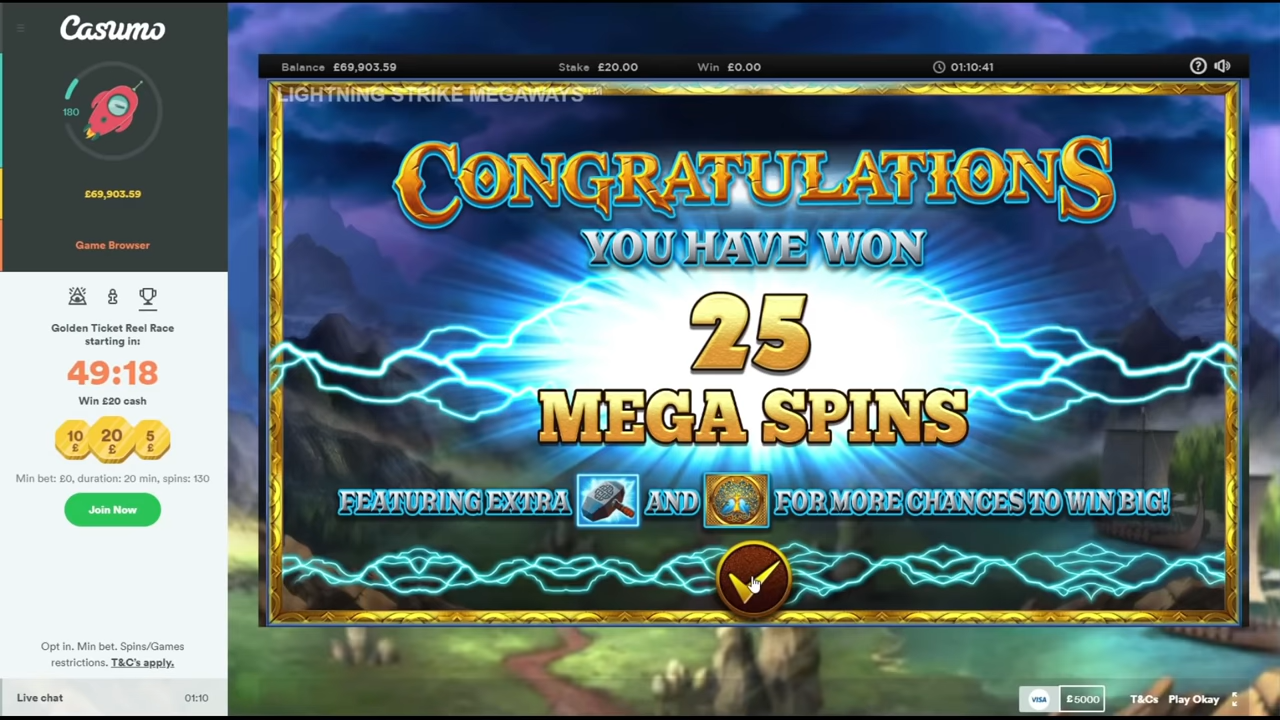 Casumo
180
£69,903.59
Game Browser
Golden Ticket Reel Race
starting in:
49:18
Win £20 cash
10 £ 20 £ 5 £
Min bet: £0, duration: 20 min, spins: 130
Join Now
Opt in. Min bet. Spins/Games
restrictions. T&C's apply.
Live chat 01:10
Balance £69,903.59 Stake £20.00 Win £0.00 01:10:41 ?
LIGHTNING STRIKE MEGAWAYS™
CONGRATULATIONS
YOU HAVE WON
25
MEGA SPINS
FEATURING EXTRA AND FOR MORE CHANCES TO WIN BIG!
VISA £5000 T&Cs Play Okay